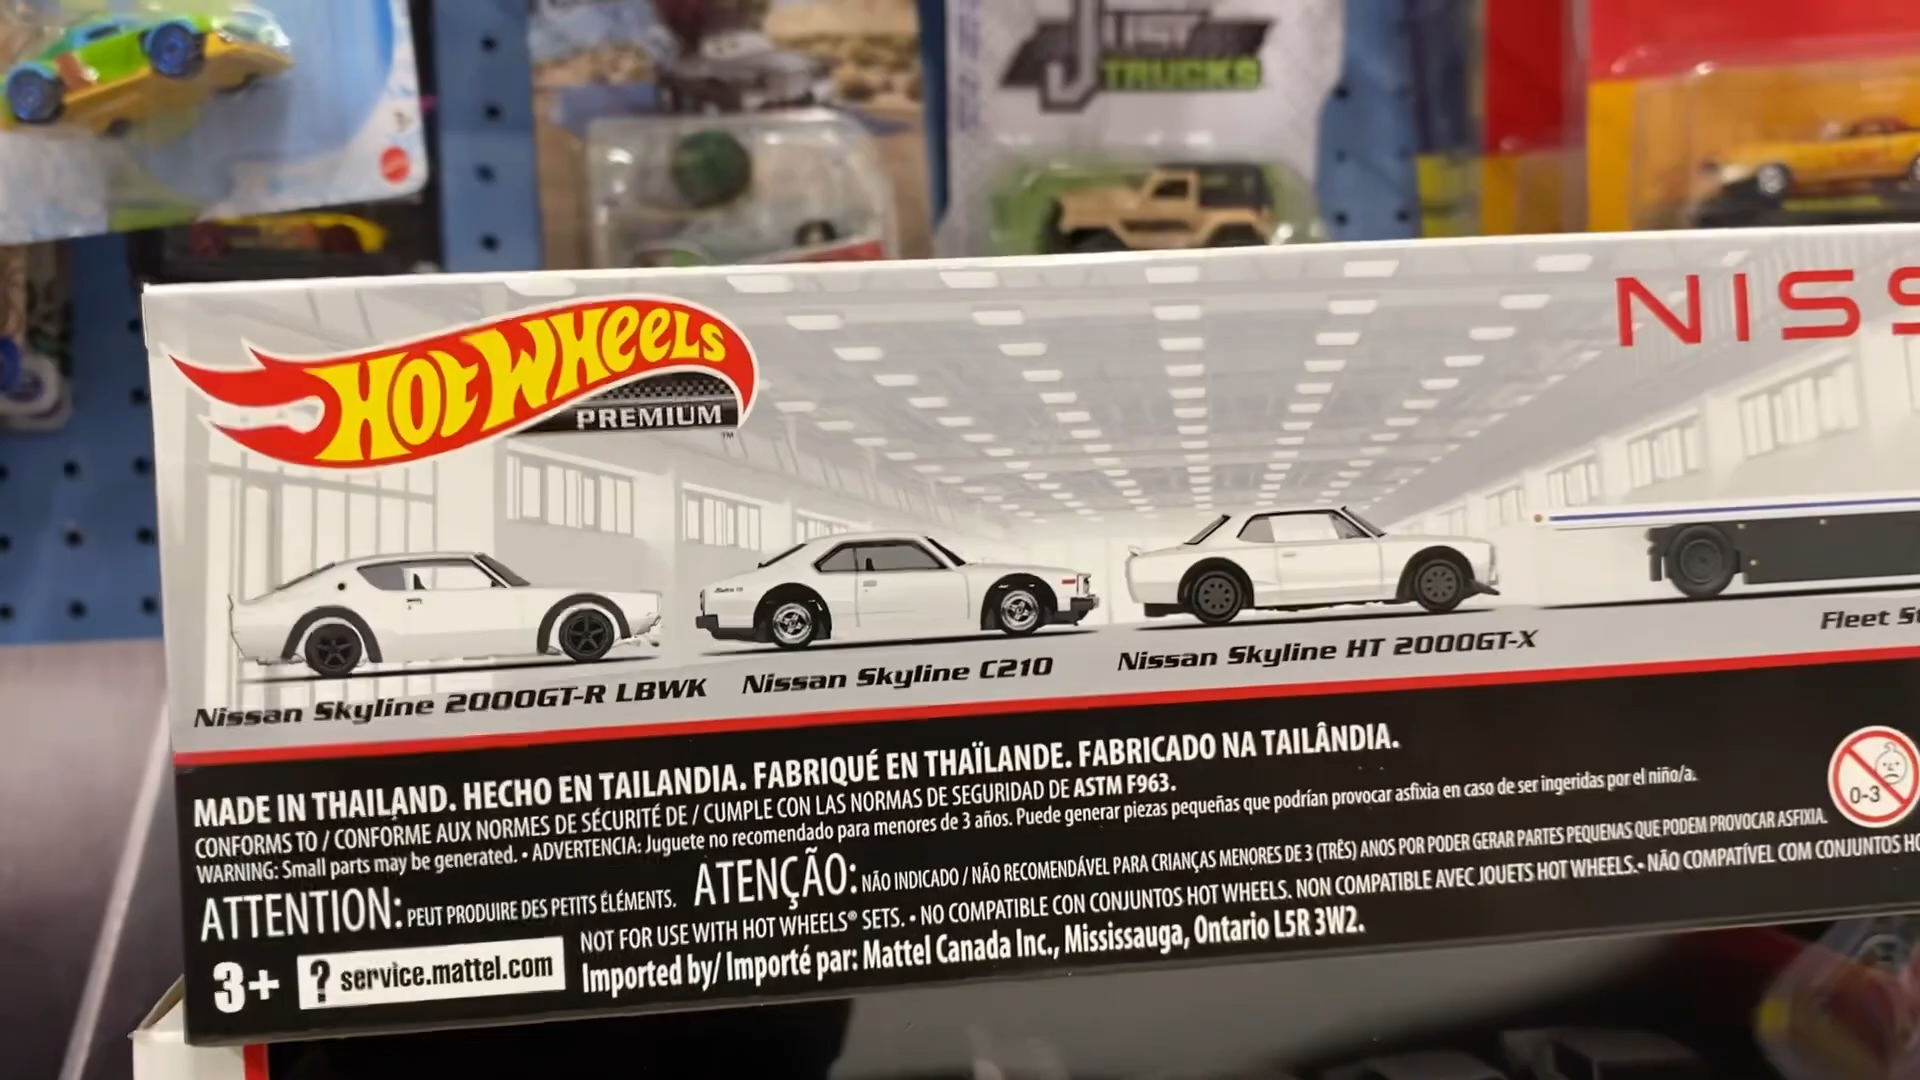 JUST
TRUCKS
HOT WHEELS
PREMIUM
™
NISS
Nissan Skyline 2000GT-R LBWK
Nissan Skyline C210
Nissan Skyline HT 2000GT-X
Fleet
MADE IN THAILAND. HECHO EN TAILANDIA. FABRIQUÉ EN THAÏLANDE. FABRICADO NA TAILÂNDIA.
CONFORMS TO / CONFORME AUX NORMES DE SÉCURITÉ DE / CUMPLE CON LAS NORMAS DE SEGURIDAD DE ASTM F963.
WARNING: Small parts may be generated. • ADVERTENCIA: Juguete no recomendado para menores de 3 años. Puede generar piezas pequeñas que podrían provocar asfixia en caso de ser ingeridas por el niño/a.
ATTENTION: PEUT PRODUIRE DES PETITS ÉLÉMENTS. ATENÇÃO: NÃO INDICADO / NÃO RECOMENDÁVEL PARA CRIANÇAS MENORES DE 3 (TRÊS) ANOS POR PODER GERAR PARTES PEQUENAS QUE PODEM PROVOCAR ASFIXIA.
0-3
NOT FOR USE WITH HOT WHEELS® SETS. • NO COMPATIBLE CON CONJUNTOS HOT WHEELS. NON COMPATIBLE AVEC JOUETS HOT WHEELS. • NÃO COMPATÍVEL COM CONJUNTOS HO
3+ ? service.mattel.com
Imported by/ Importé par: Mattel Canada Inc., Mississauga, Ontario L5R 3W2.